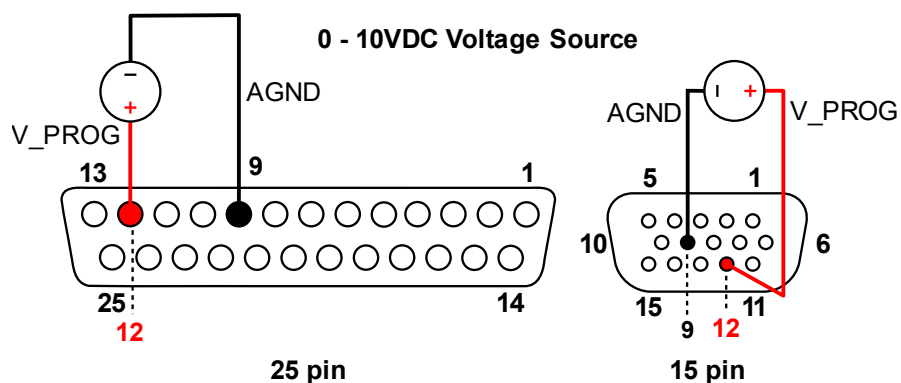 0 - 10VDC Voltage Source
−
+
AGND
V_PROG
13
9
1
25
14
12
25 pin
AGND
−
+
V_PROG
5
1
10
6
15
11
9
12
15 pin